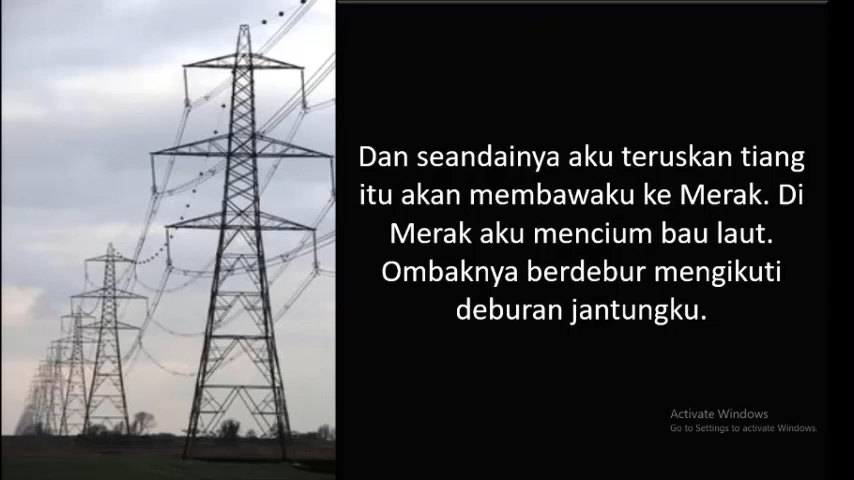 Dan seandainya aku teruskan tiang
itu akan membawaku ke Merak. Di
Merak aku mencium bau laut.
Ombaknya berdebur mengikuti
deburan jantungku.
Activate Windows
Go to Settings to activate Windows.